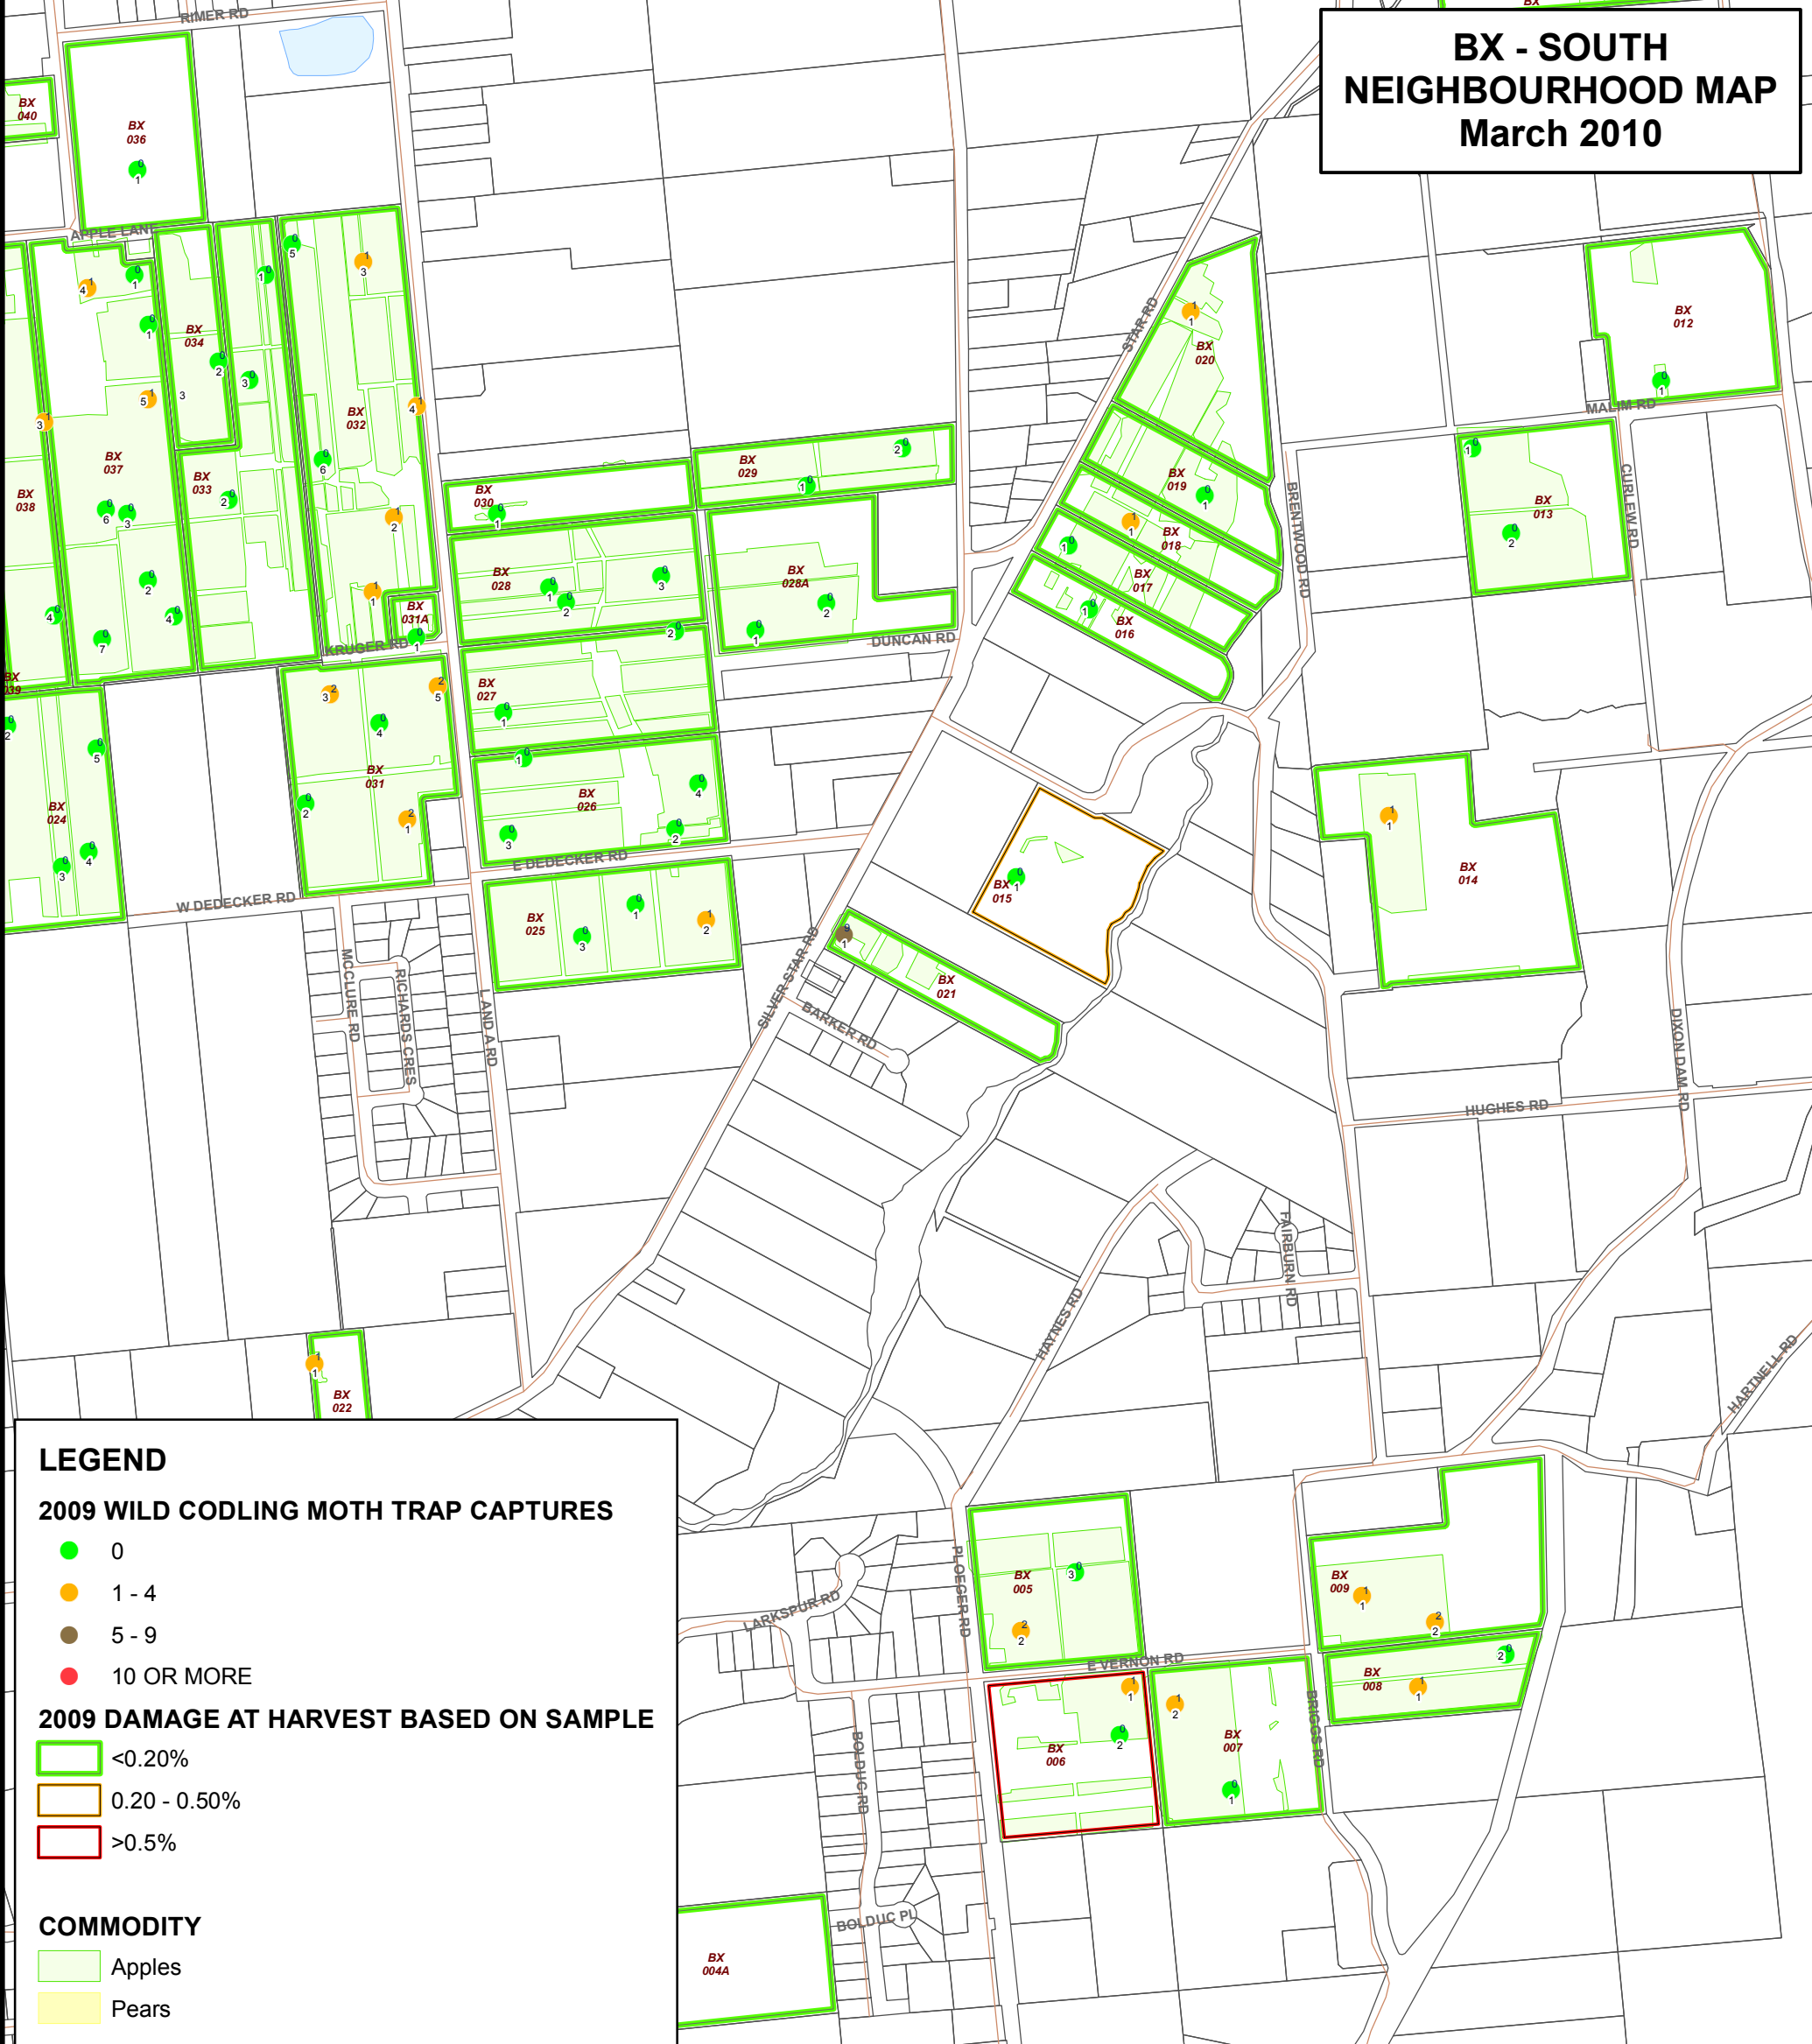 BX - SOUTH
NEIGHBOURHOOD MAP
March 2010
RIMER RD
BX
BX
040
BX
036
0
1
APPLE LANE
BX
034
2
3
BX
037
BX
033
BX
032
BX
038
BX
039
BX
024
BX
031
BX
031A
KRUGER RD
BX
030
BX
029
BX
028
BX
028A
DUNCAN RD
BX
027
BX
026
E DEDECKER RD
W DEDECKER RD
BX
025
STAR RD
BX
020
BX
019
BX
018
BX
017
BX
016
BRENTWOOD RD
BX
012
MALIM RD
BX
013
CURLEW RD
BX
014
BX
015
BX
021
9
1
SILVER STAR RD
BARKER RD
MCCLURE RD
RICHARDS CRES
L AND A RD
DIXON DAM RD
HUGHES RD
FAIRBURN RD
HAYNES RD
HARTNELL RD
BX
022
BX
005
BX
009
BX
008
BX
006
BX
007
PLOEGER RD
E VERNON RD
BRIGGS RD
LARKSPUR RD
BOLDUC RD
BOLDUC PL
BX
004A
LEGEND
2009 WILD CODLING MOTH TRAP CAPTURES
0
1 - 4
5 - 9
10 OR MORE
2009 DAMAGE AT HARVEST BASED ON SAMPLE
<0.20%
0.20 - 0.50%
>0.5%
COMMODITY
Apples
Pears